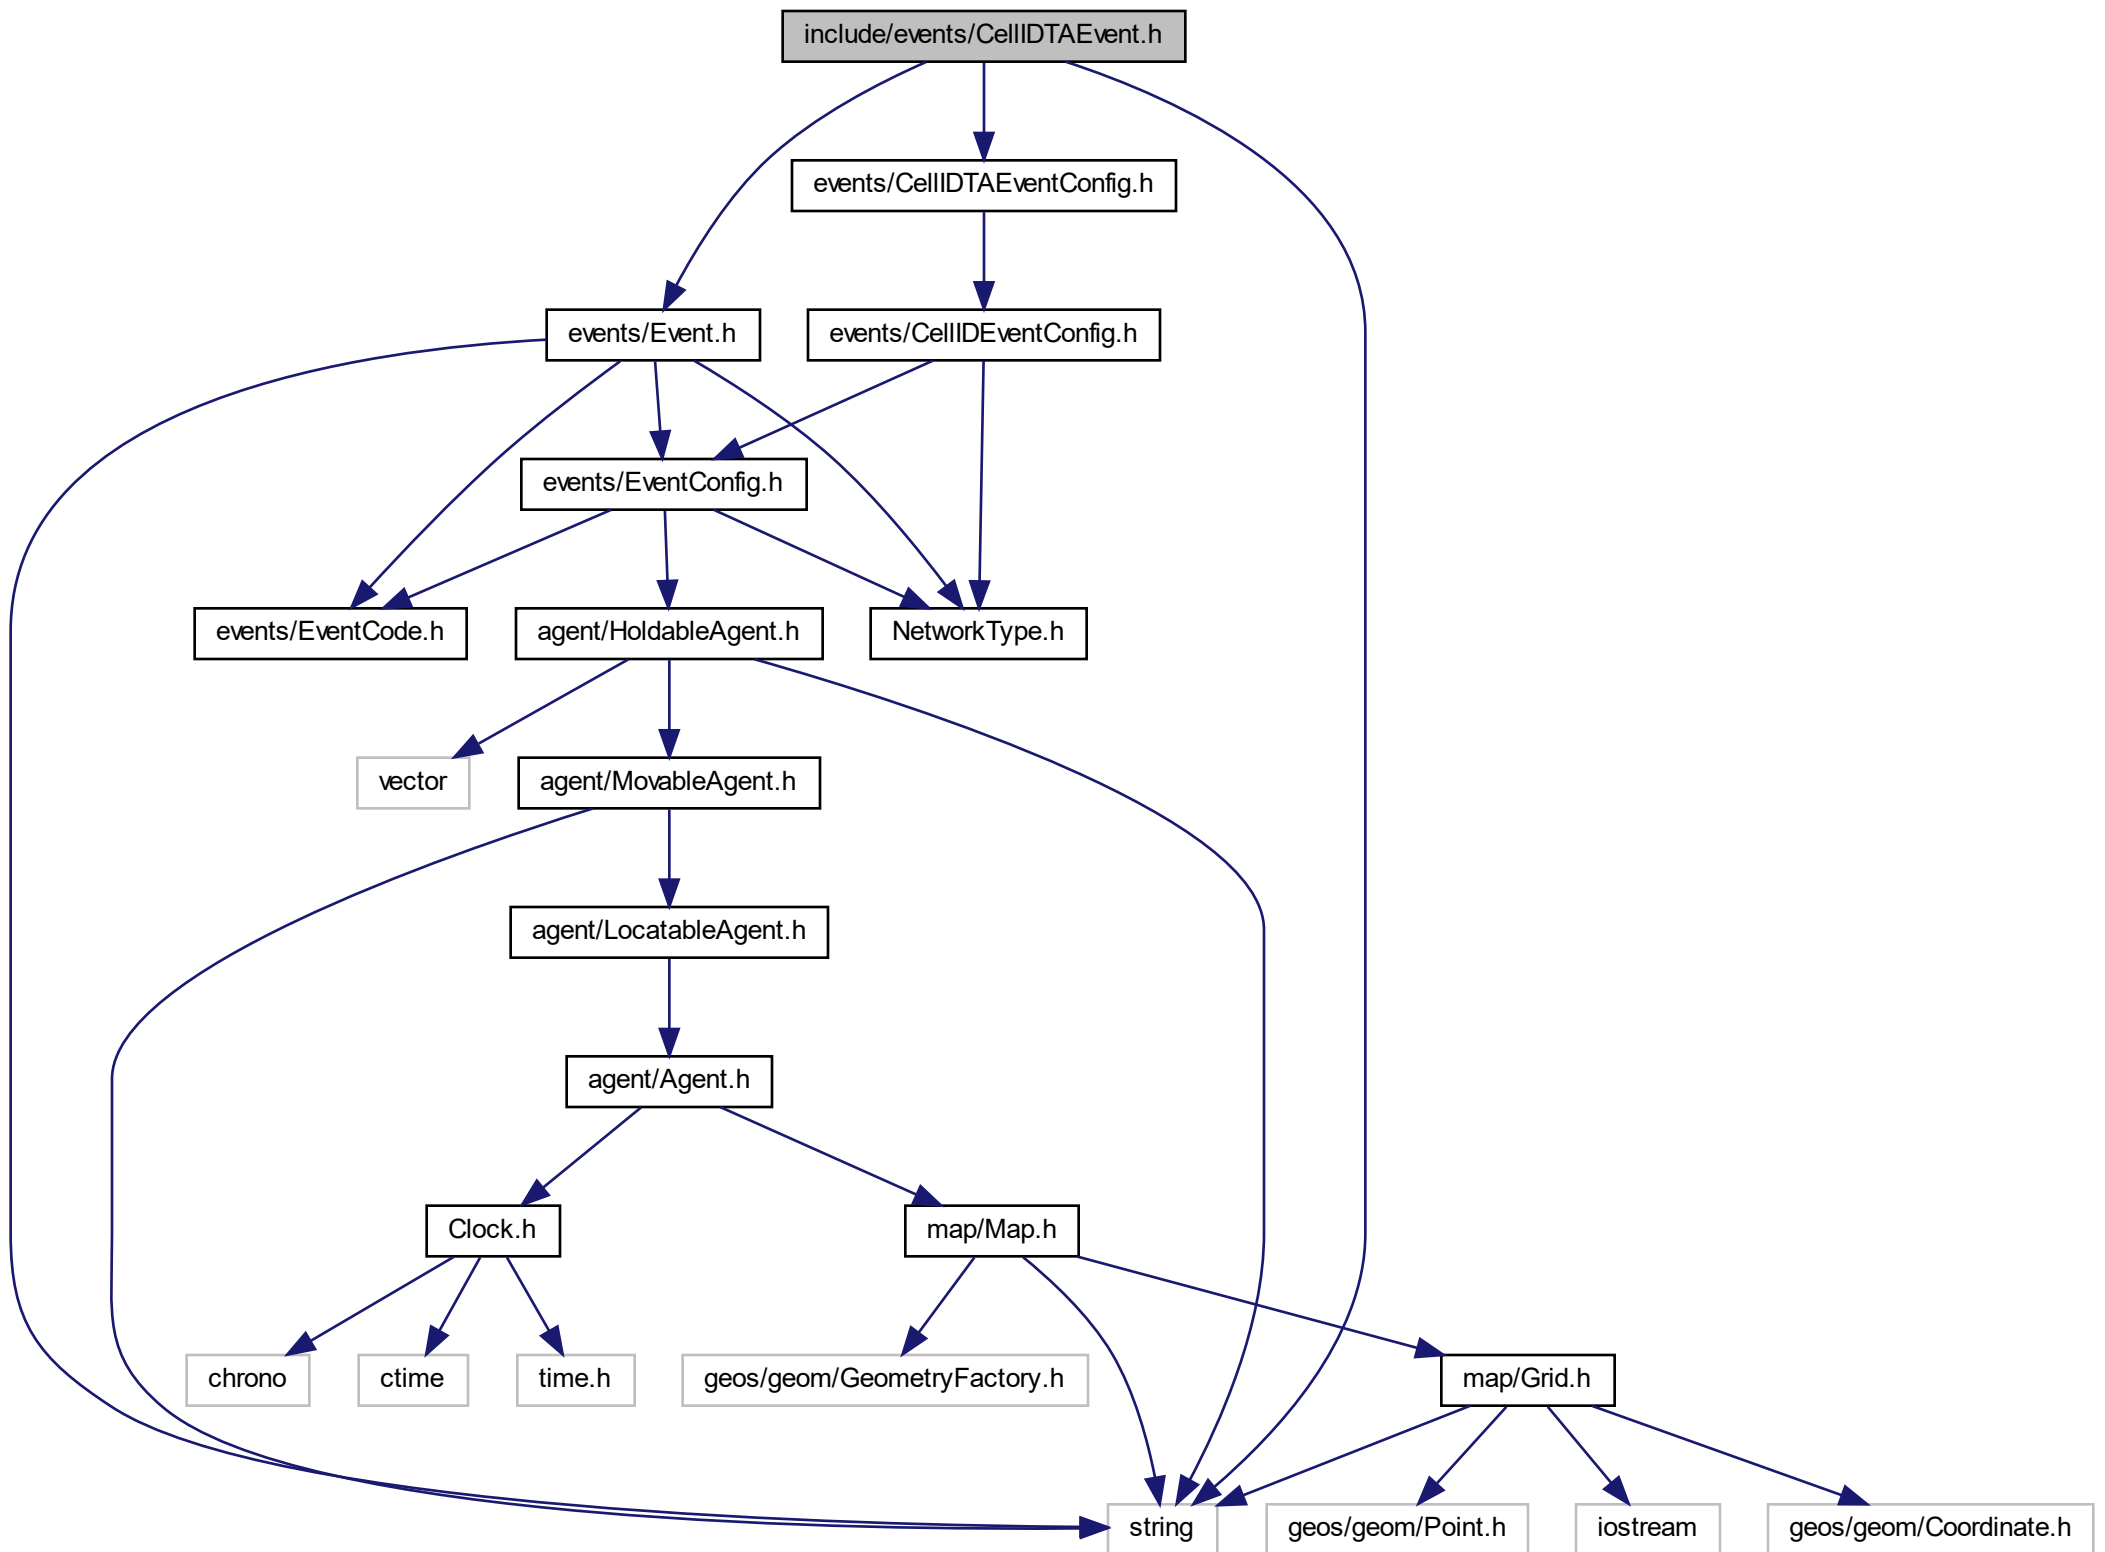 include/events/CellIDTAEvent.h
events/CellIDTAEventConfig.h
events/Event.h
events/CellIDEventConfig.h
events/EventConfig.h
events/EventCode.h
agent/HoldableAgent.h
NetworkType.h
vector
agent/MovableAgent.h
agent/LocatableAgent.h
agent/Agent.h
Clock.h
map/Map.h
chrono
ctime
time.h
geos/geom/GeometryFactory.h
map/Grid.h
string
geos/geom/Point.h
iostream
geos/geom/Coordinate.h